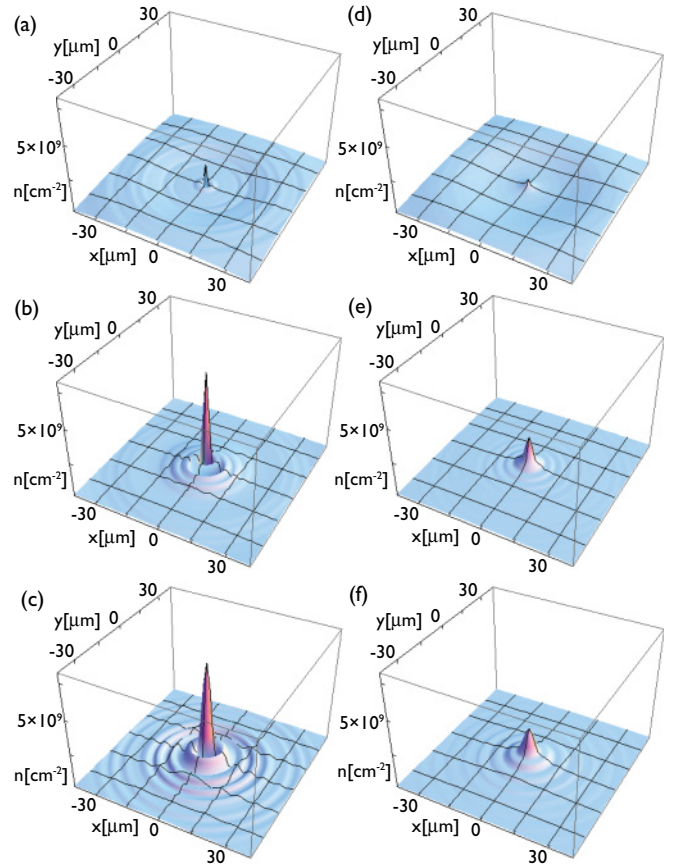 (a)
30
y[μm] 0
-30
5×10⁹
n[cm⁻²]
-30
x[μm] 0
30
(d)
30
y[μm] 0
-30
5×10⁹
n[cm⁻²]
-30
x[μm] 0
30
(b)
30
y[μm] 0
-30
5×10⁹
n[cm⁻²]
-30
x[μm] 0
30
(e)
30
y[μm] 0
-30
5×10⁹
n[cm⁻²]
-30
x[μm] 0
30
(c)
30
y[μm] 0
-30
5×10⁹
n[cm⁻²]
-30
x[μm] 0
30
(f)
30
y[μm] 0
-30
5×10⁹
n[cm⁻²]
-30
x[μm] 0
30